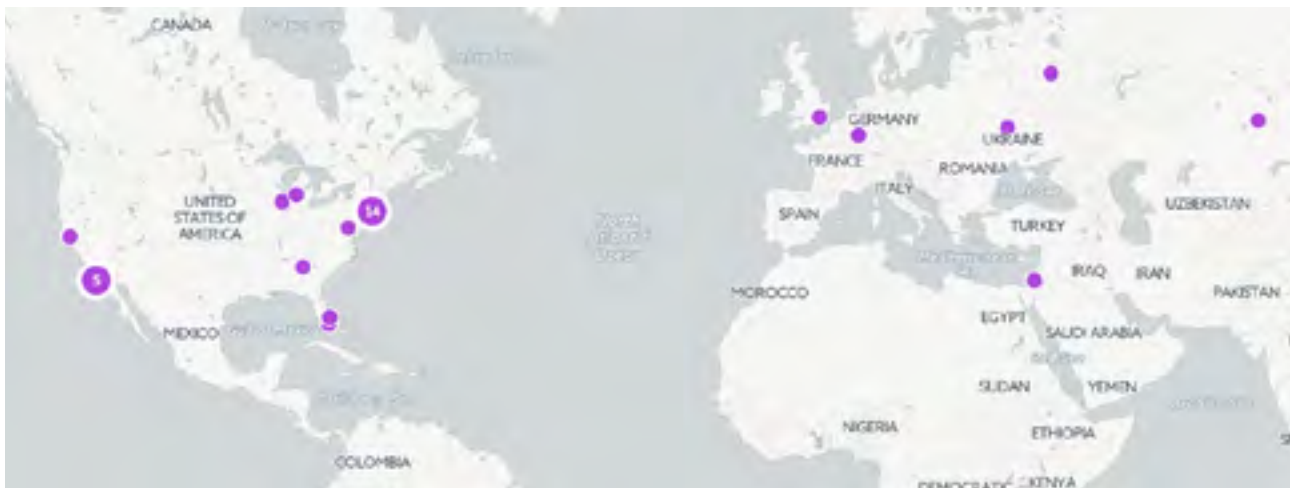 CANADA
UNITED
STATES OF
AMERICA
14
5
MEXICO
COLOMBIA
GERMANY
FRANCE
UKRAINE
ROMANIA
ITALY
SPAIN
TURKEY
UZBEKISTAN
MOROCCO
IRAQ
IRAN
PAKISTAN
EGYPT
SAUDI ARABIA
SUDAN
YEMEN
NIGERIA
ETHIOPIA
DEMOCRATIC
KENYA